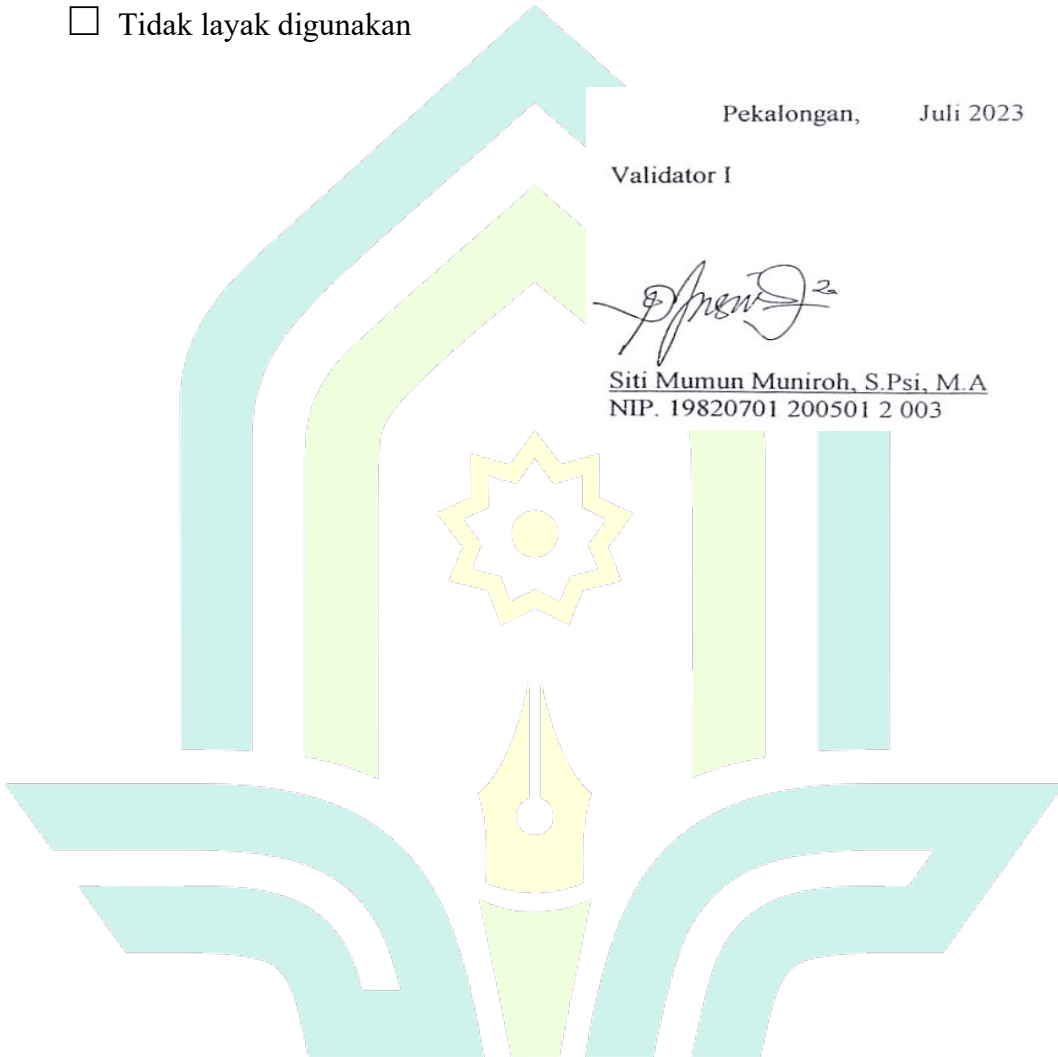 ☐ Tidak layak digunakan
Pekalongan, Juli 2023
Validator I
Siti Mumun Muniroh, S.Psi, M.A
NIP. 19820701 200501 2 003